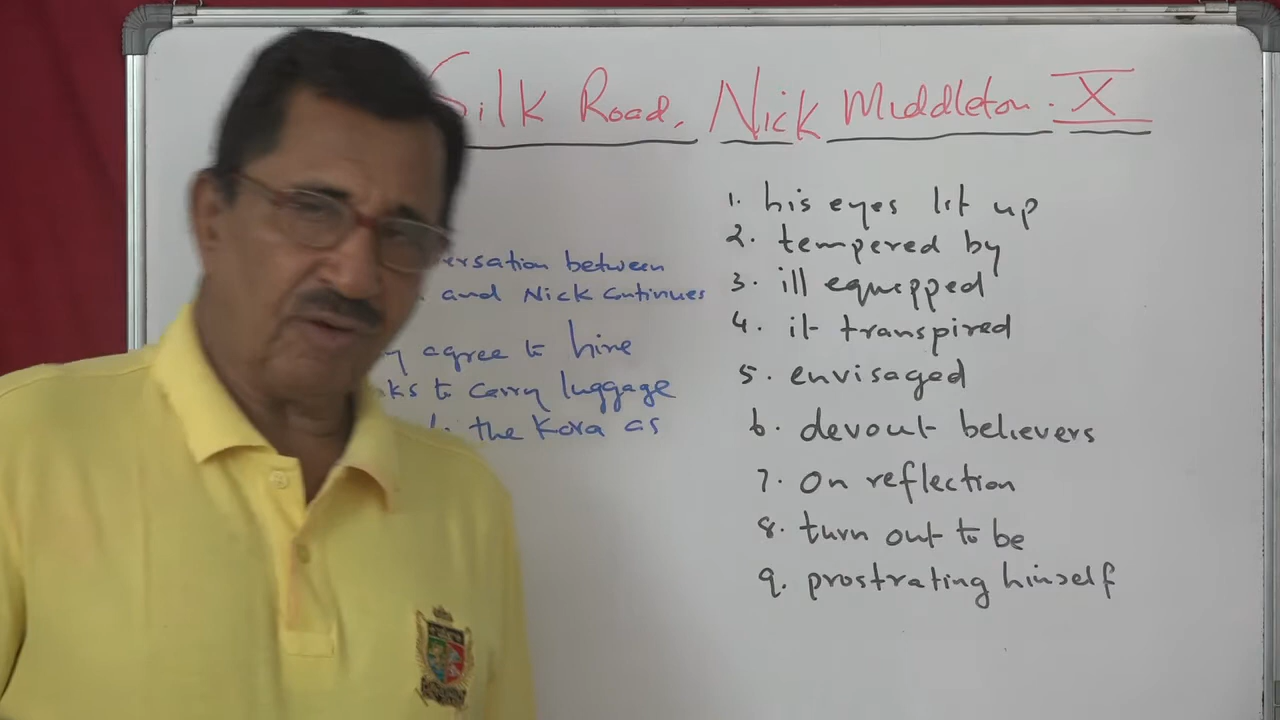 Silk Road, Nick Middleton. X
ersation between
and Nick Continues
agree to hire
ks to carry luggage
the Kora as
1. his eyes lit up
2. tempered by
3. ill equipped
4. it transpired
5. envisaged
6. devout believers
7. On reflection
8. turn out to be
9. prostrating himself